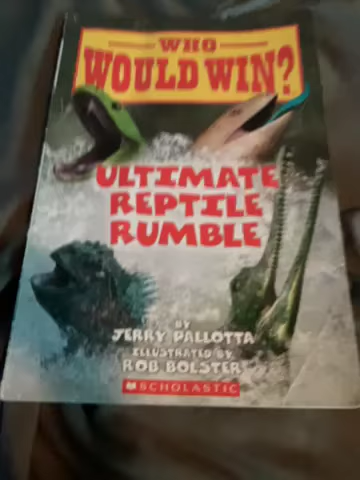 WHO
WOULD WIN?
ULTIMATE
REPTILE
RUMBLE
BY
JERRY PALLOTTA
ILLUSTRATED BY
ROB BOLSTER
SCHOLASTIC